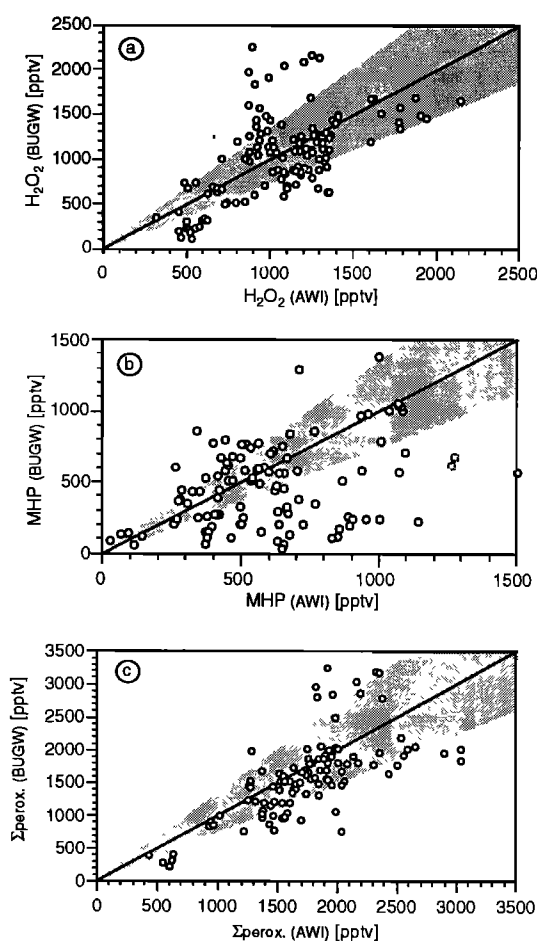 a
2500
2000
1500
1000
500
0
H₂O₂ (BUGW) [pptv]
0 500 1000 1500 2000 2500
H₂O₂ (AWI) [pptv]
b
1500
1000
500
0
MHP (BUGW) [pptv]
0 500 1000 1500
MHP (AWI) [pptv]
c
3500
3000
2500
2000
1500
1000
500
0
Σperox. (BUGW) [pptv]
0 500 1000 1500 2000 2500 3000 3500
Σperox. (AWI) [pptv]